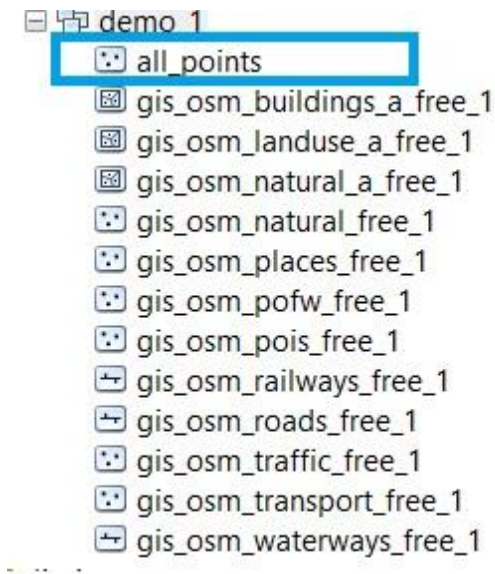 demo_1
all_points
gis_osm_buildings_a_free_1
gis_osm_landuse_a_free_1
gis_osm_natural_a_free_1
gis_osm_natural_free_1
gis_osm_places_free_1
gis_osm_pofw_free_1
gis_osm_pois_free_1
gis_osm_railways_free_1
gis_osm_roads_free_1
gis_osm_traffic_free_1
gis_osm_transport_free_1
gis_osm_waterways_free_1